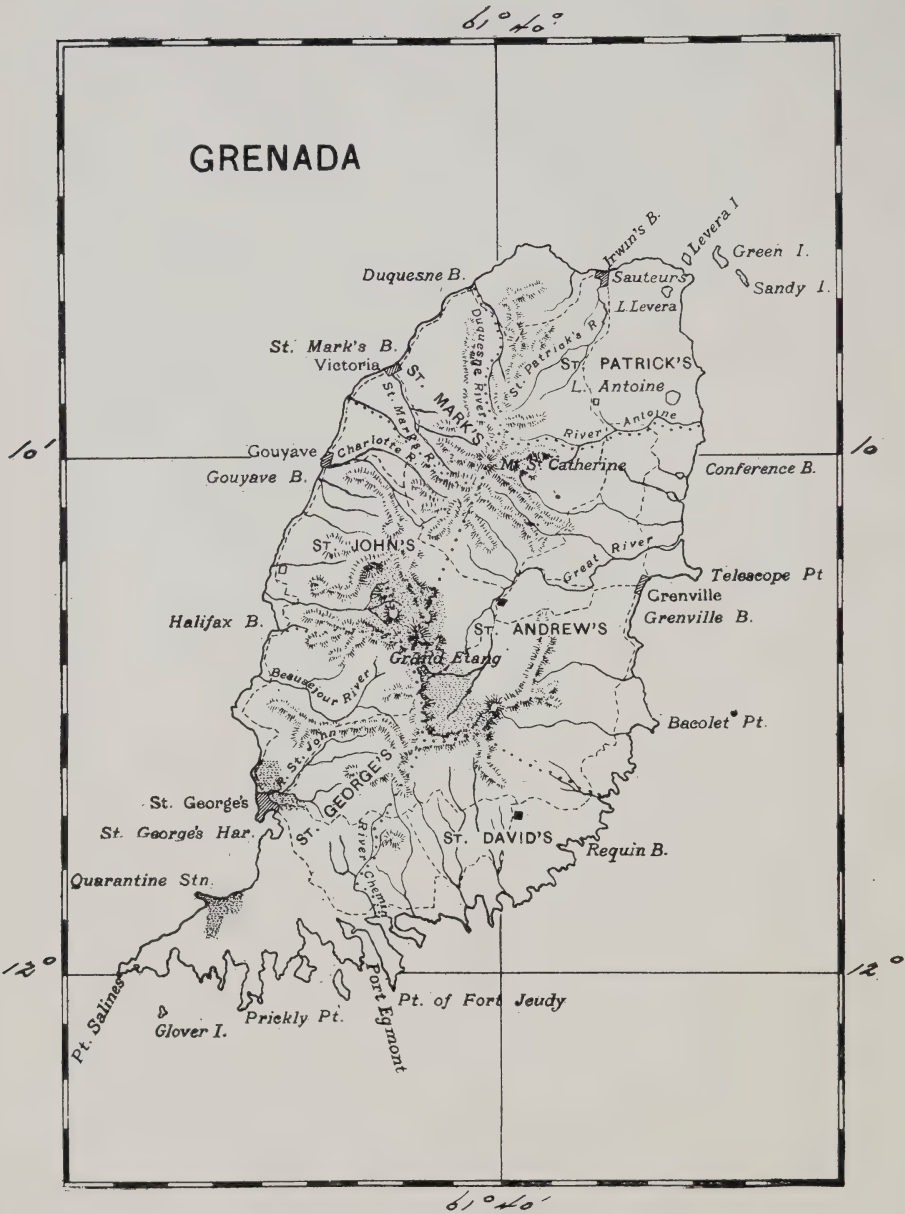 61° 40'
GRENADA
Irwin's B.
Levera I
Green I.
Sandy I.
Duquesne B.
Sauteurs
L. Levera
St. Mark's B.
Victoria
Duquesne River
St. Patrick's R.
ST. PATRICK'S
L. Antoine
ST. MARK'S
St. Marks R.
River Antoine
10'
10
Gouyave
Charlotte R.
Gouyave B.
Mt. St. Catherine
Conference B.
ST. JOHN'S
Great River
Telescope Pt
Grenville
Grenville B.
Halifax B.
ST. ANDREW'S
Grand Etang
Beausejour River
Bacolet Pt.
R. St. John
ST. GEORGE'S
St. George's
St. George's Har.
River Chemin
ST. DAVID'S
Requin B.
Quarantine Stn.
12°
12°
Pt. Salines
Glover I.
Prickly Pt.
Port Egmont
Pt. of Fort Jeudy
61° 40'